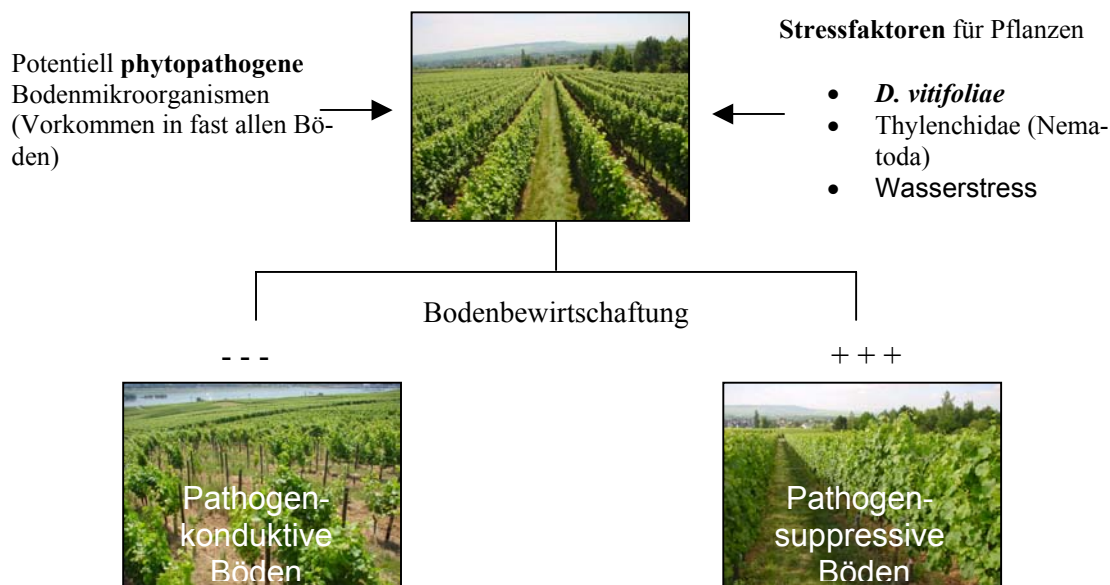 Potentiell phytopathogene
Bodenmikroorganismen
(Vorkommen in fast allen Bö-
den)
Stressfaktoren für Pflanzen
• D. vitifoliae
• Thylenchidae (Nema-
toda)
• Wasserstress
Bodenbewirtschaftung
- - -
+ + +
Pathogen-
konduktive
Böden
Pathogen-
suppressive
Böden